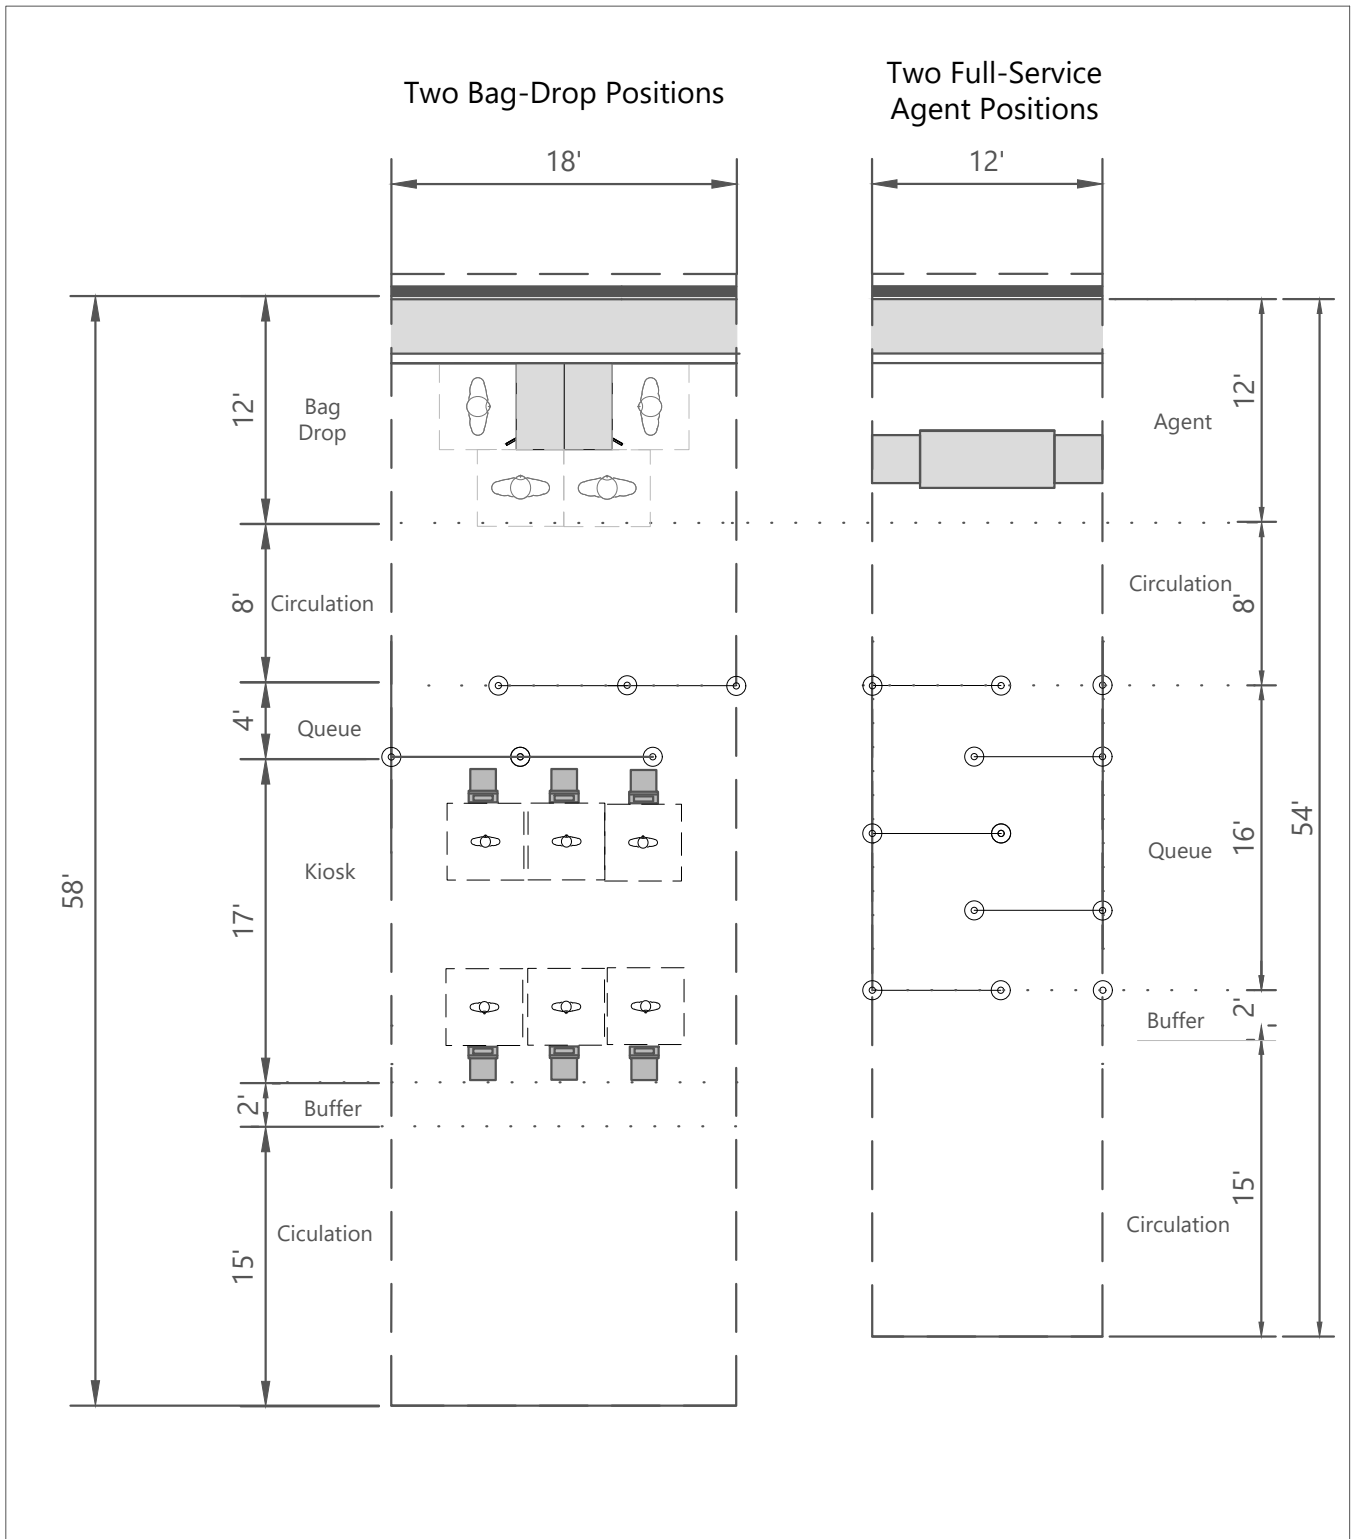 Two Bag-Drop Positions
Two Full-Service
Agent Positions
18'
12'
58'
12'
Bag
Drop
8'
Circulation
4'
Queue
17'
Kiosk
2'
Buffer
15'
Ciculation
12'
Agent
8'
Circulation
16'
Queue
2'
Buffer
15'
Circulation
54'